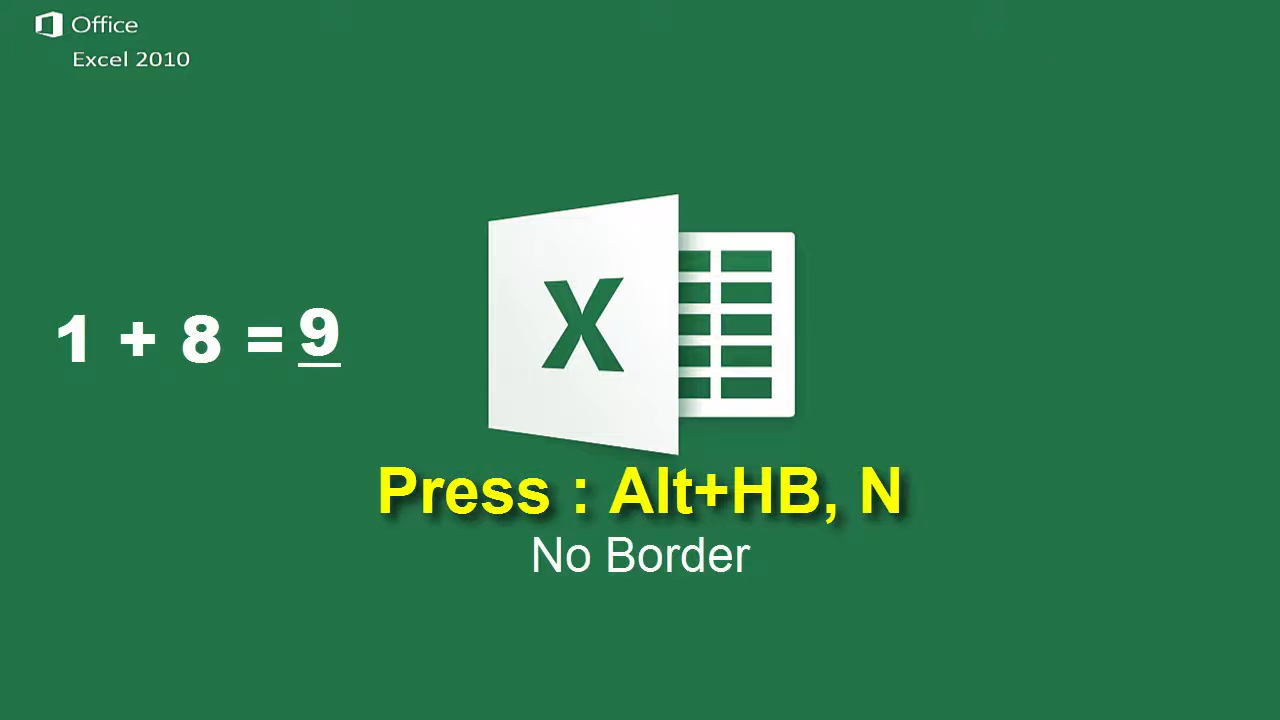 Office
Excel 2010
1 + 8 = 9
X
Press : Alt+HB, N
No Border